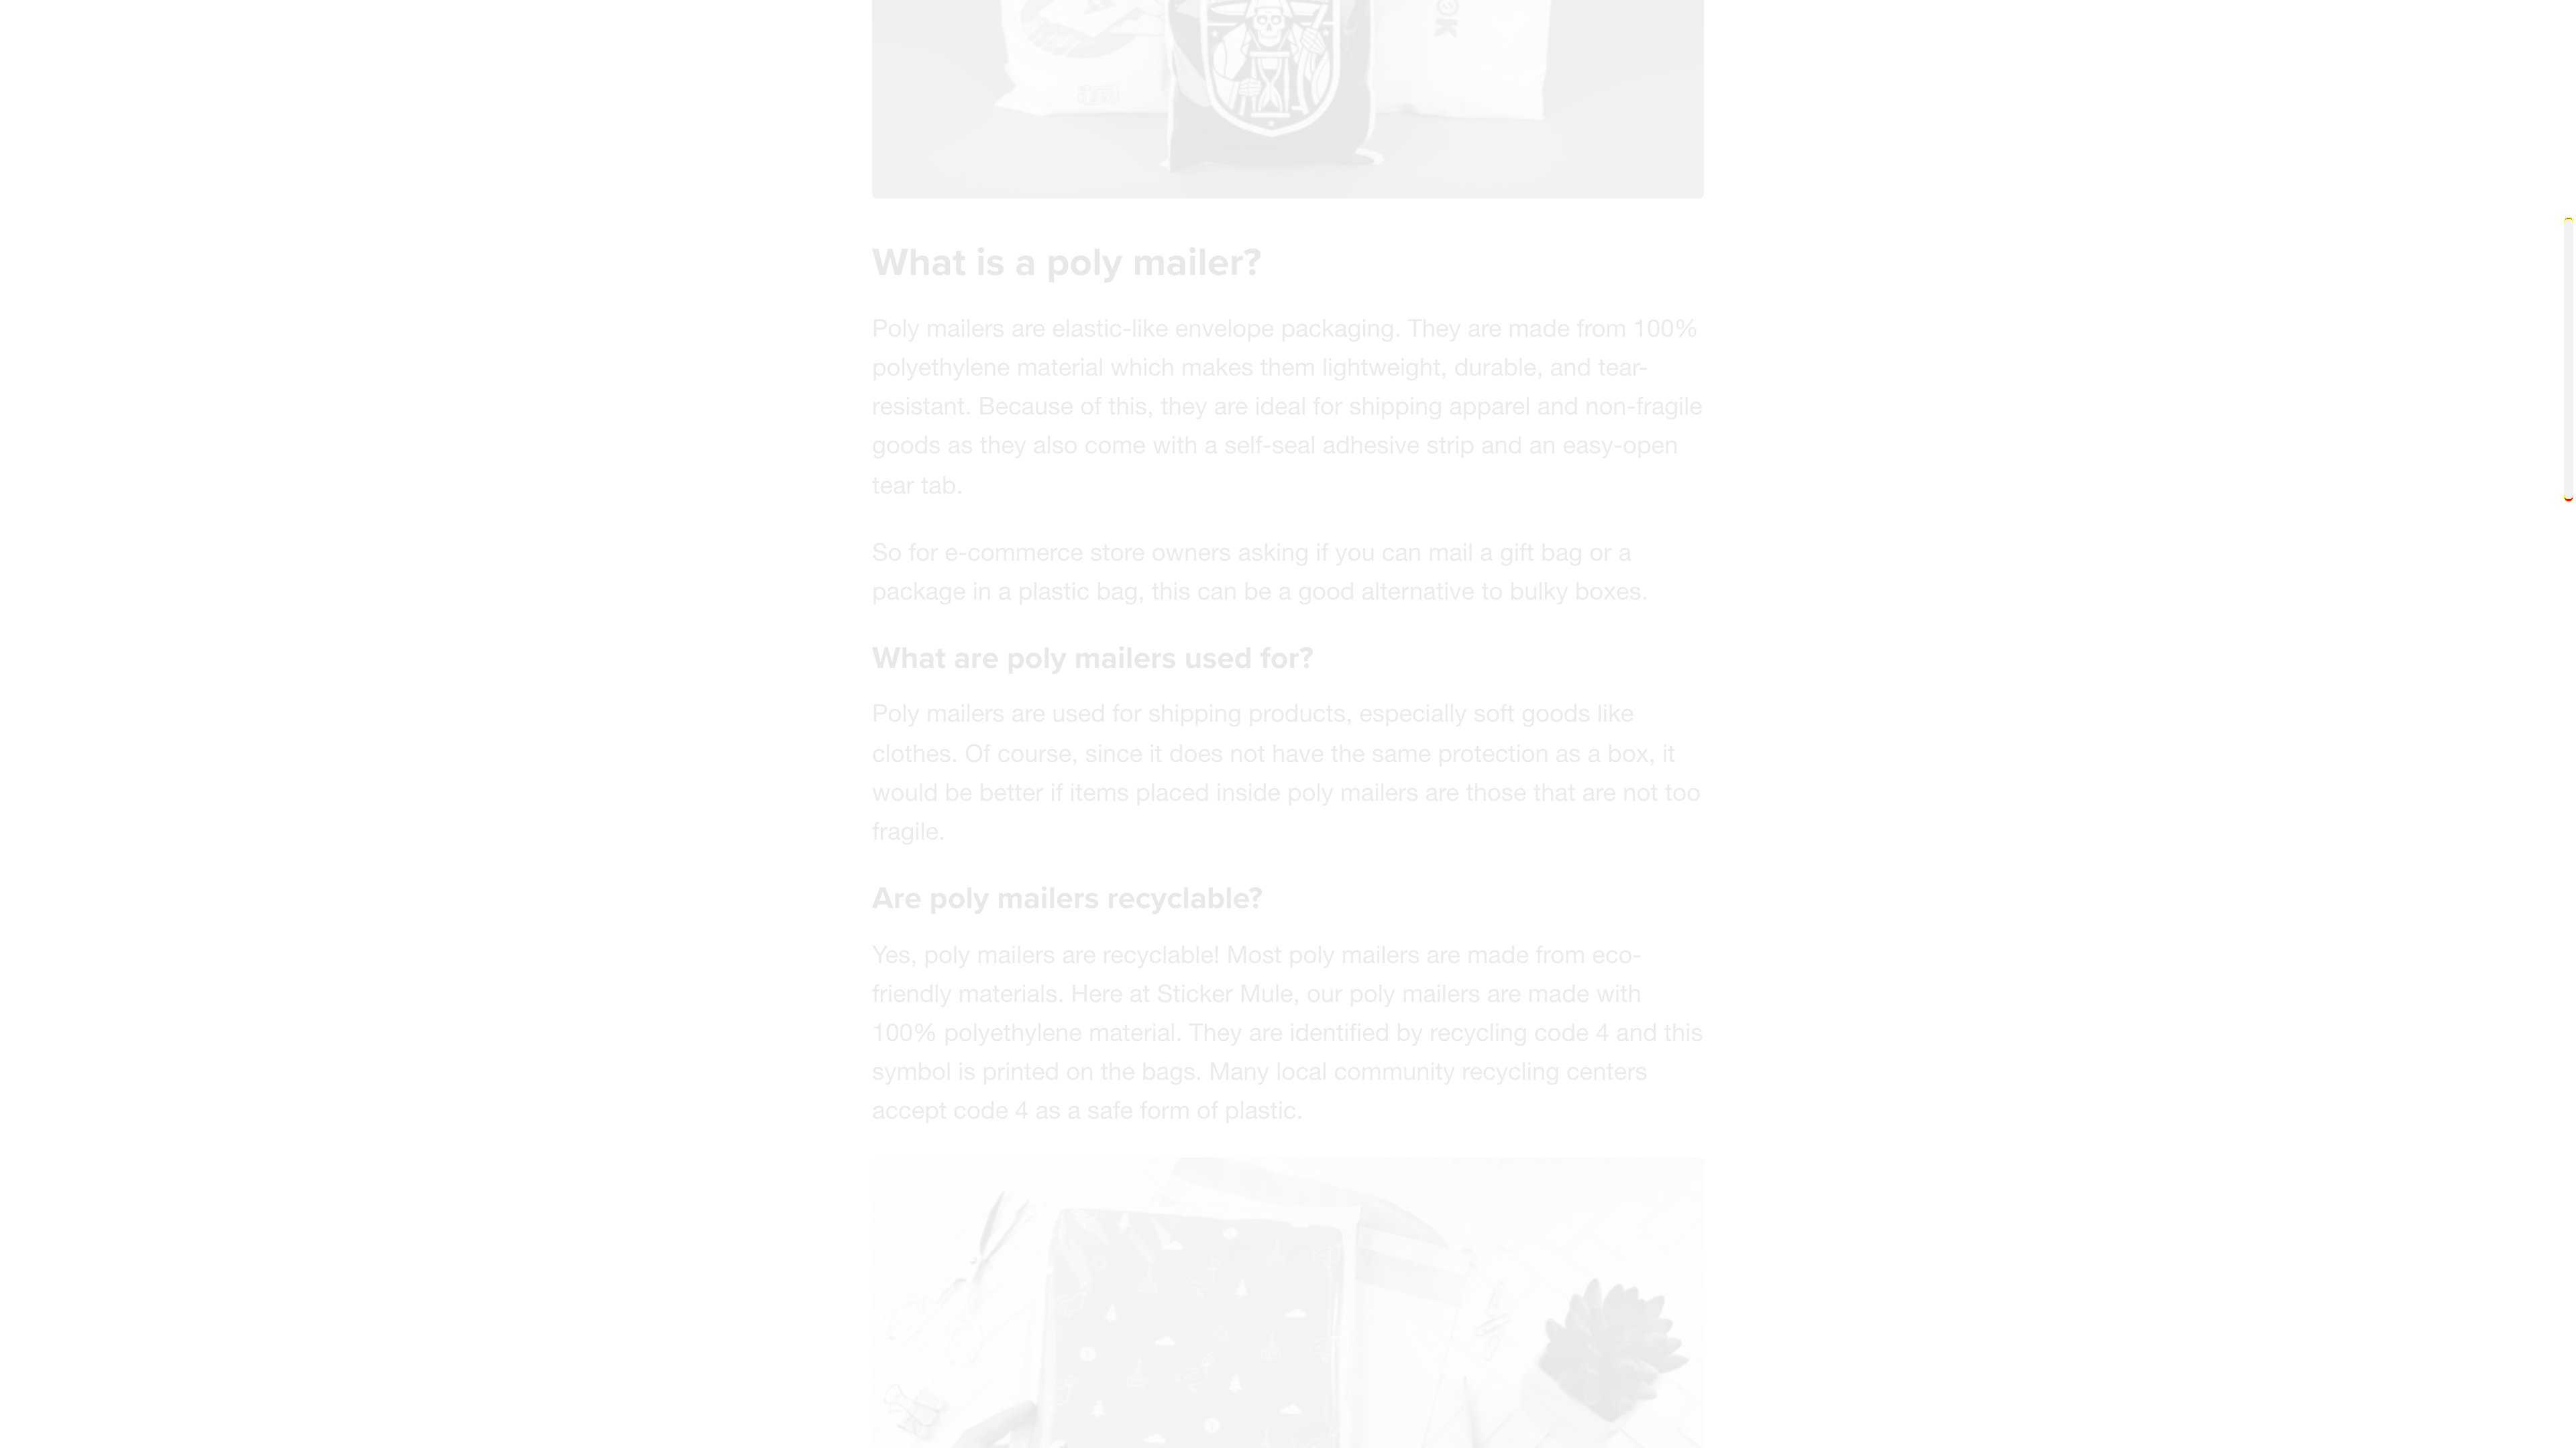 OK
What is a poly mailer?
Poly mailers are elastic-like envelope packaging. They are made from 100%
polyethylene material which makes them lightweight, durable, and tear-
resistant. Because of this, they are ideal for shipping apparel and non-fragile
goods as they also come with a self-seal adhesive strip and an easy-open
tear tab.
So for e-commerce store owners asking if you can mail a gift bag or a
package in a plastic bag, this can be a good alternative to bulky boxes.
What are poly mailers used for?
Poly mailers are used for shipping products, especially soft goods like
clothes. Of course, since it does not have the same protection as a box, it
would be better if items placed inside poly mailers are those that are not too
fragile.
Are poly mailers recyclable?
Yes, poly mailers are recyclable! Most poly mailers are made from eco-
friendly materials. Here at Sticker Mule, our poly mailers are made with
100% polyethylene material. They are identified by recycling code 4 and this
symbol is printed on the bags. Many local community recycling centers
accept code 4 as a safe form of plastic.